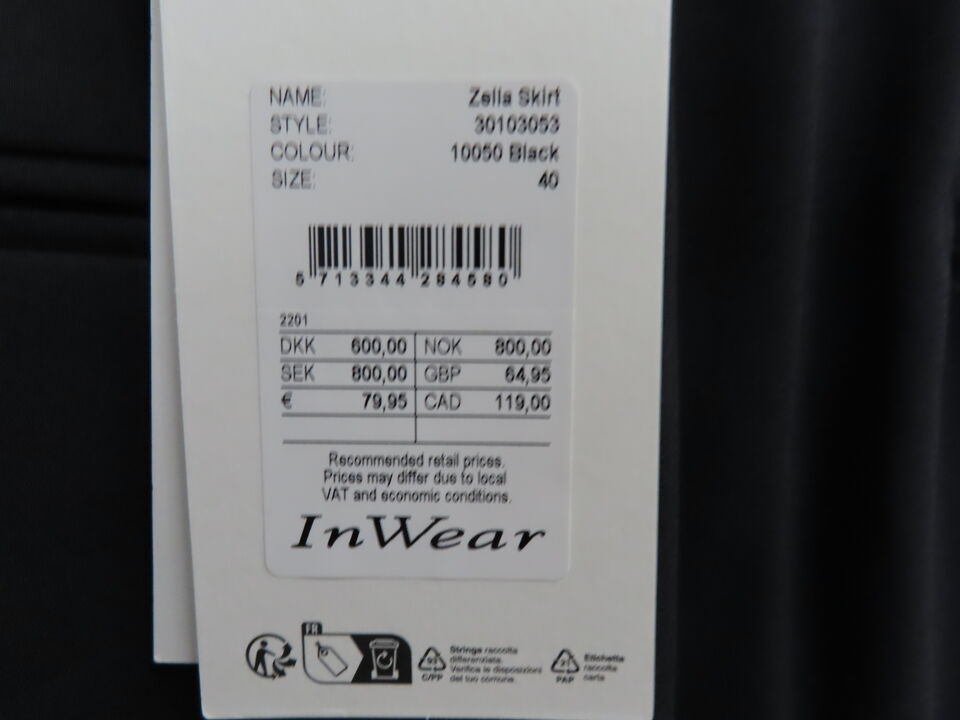 NAME: Zella Skirt
STYLE: 30103053
COLOUR: 10050 Black
SIZE: 40
5 713344 284580
2201
DKK 600,00 NOK 800,00
SEK 800,00 GBP 64,95
€ 79,95 CAD 119,00
Recommended retail prices.
Prices may differ due to local
VAT and economic conditions.
InWear
FR
Stringa raccolta
differenziata.
Verifica le disposizioni
del tuo comune.
C/PP
Etichetta
raccolta
carta
21
PAP